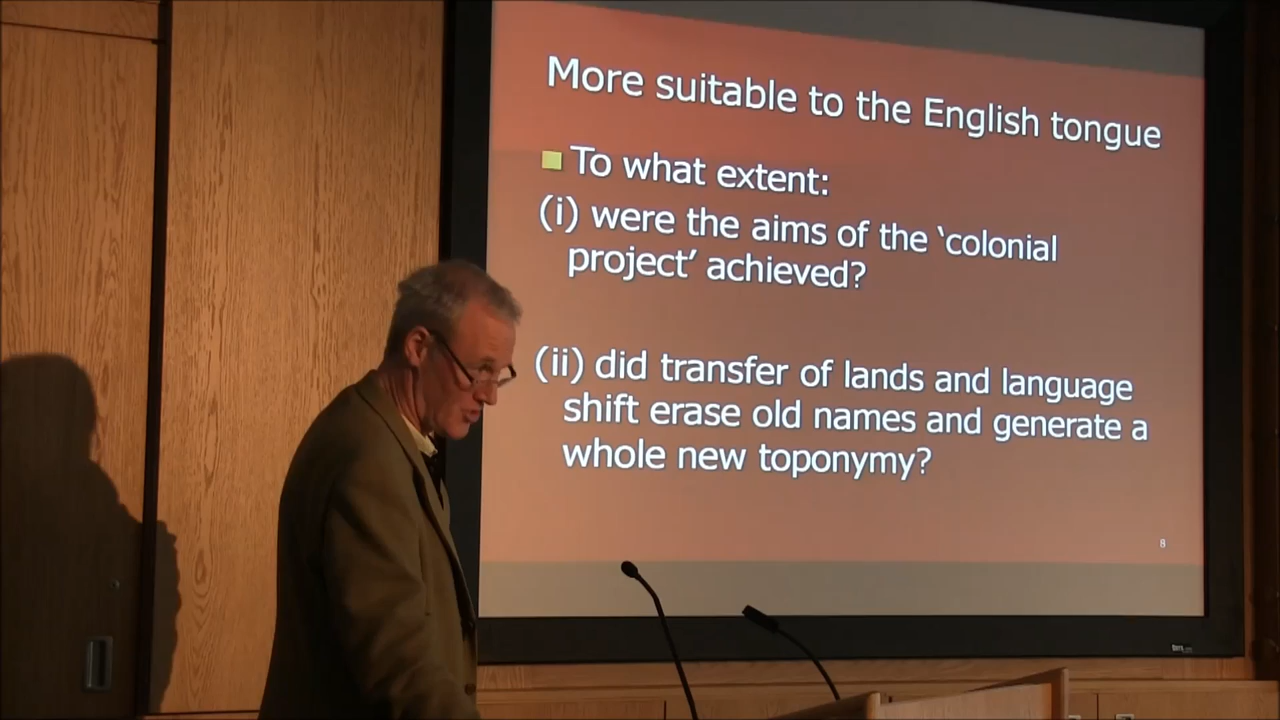 More suitable to the English tongue
To what extent:
(i) were the aims of the ‘colonial
project’ achieved?
(ii) did transfer of lands and language
shift erase old names and generate a
whole new toponymy?
8